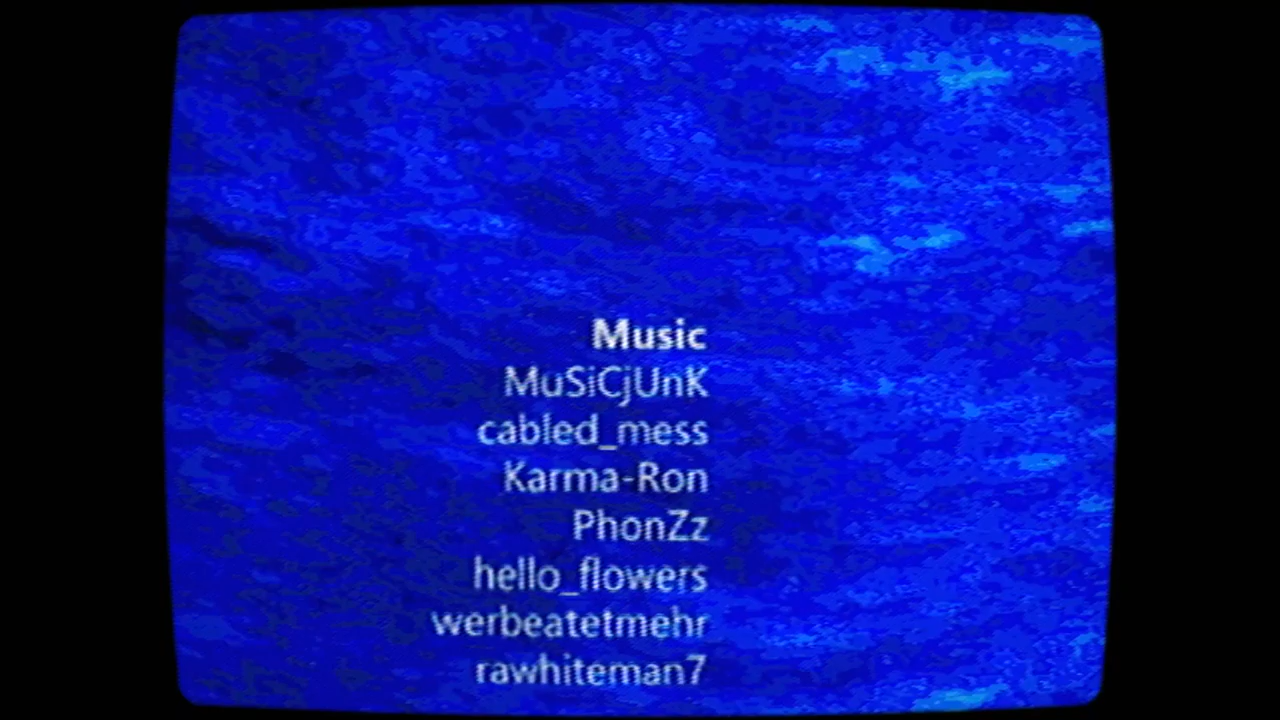 Music
MuSiCjUnK
cabled_mess
Karma-Ron
PhonZz
hello_flowers
werbeatetmehr
rawhiteman7